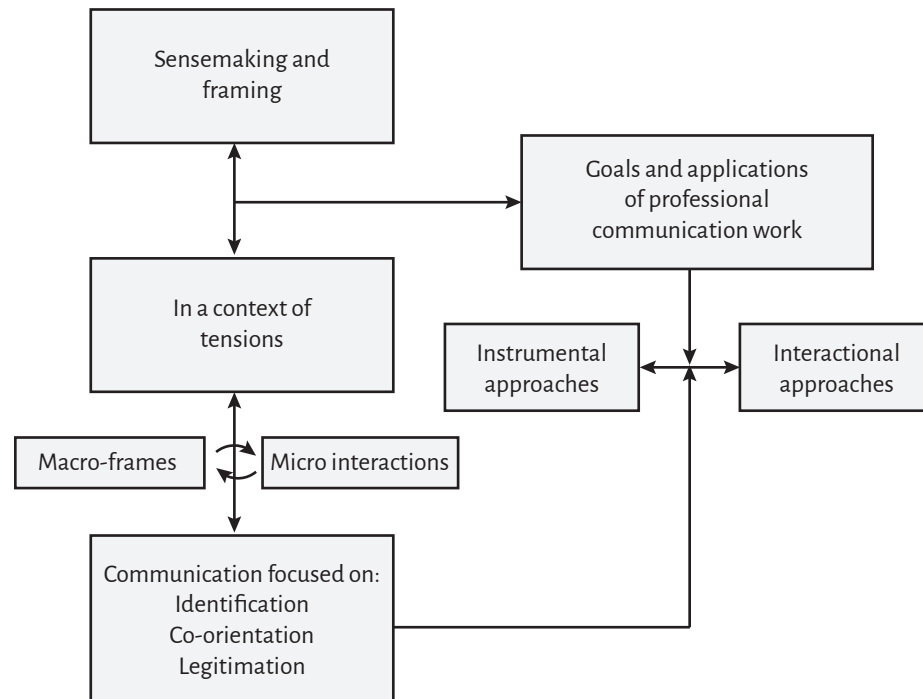 Sensemaking and
framing
Goals and applications
of professional
communication work
In a context of
tensions
Instrumental
approaches
Interactional
approaches
Macro-frames
Micro interactions
Communication focused on:
Identification
Co-orientation
Legitimation